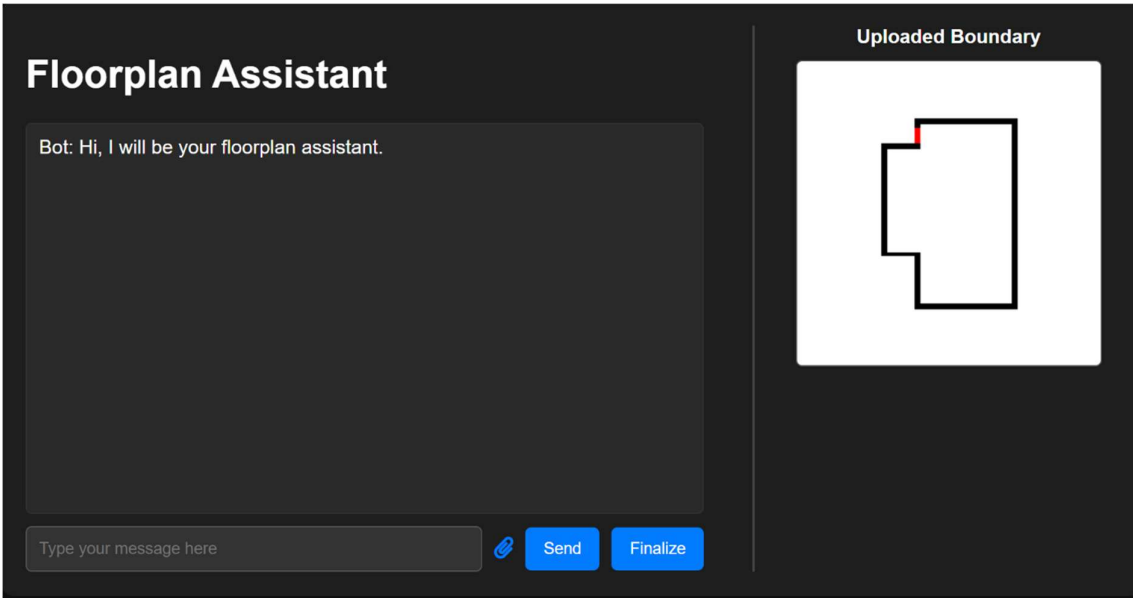 Floorplan Assistant
Bot: Hi, I will be your floorplan assistant.
Type your message here
Send
Finalize
Uploaded Boundary